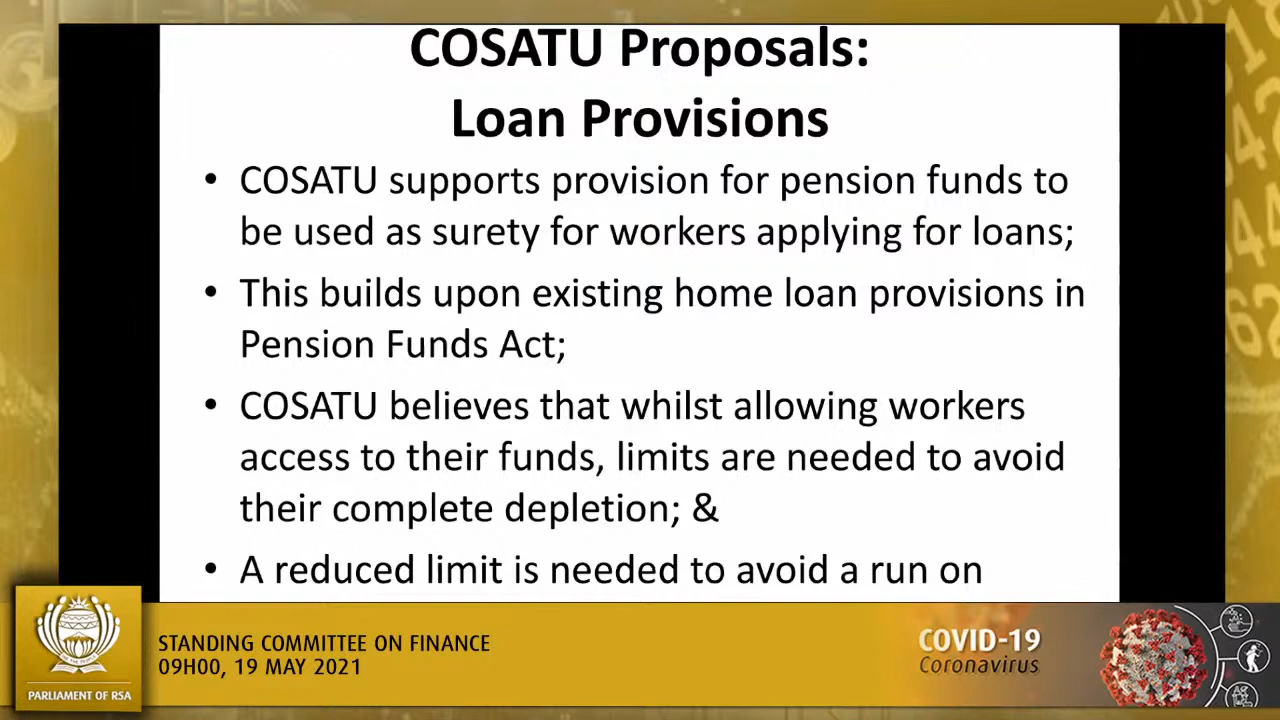 COSATU Proposals:
Loan Provisions
• COSATU supports provision for pension funds to
be used as surety for workers applying for loans;
• This builds upon existing home loan provisions in
Pension Funds Act;
• COSATU believes that whilst allowing workers
access to their funds, limits are needed to avoid
their complete depletion; &
• A reduced limit is needed to avoid a run on
STANDING COMMITTEE ON FINANCE
09H00, 19 MAY 2021
PARLIAMENT OF RSA
COVID-19
Coronavirus